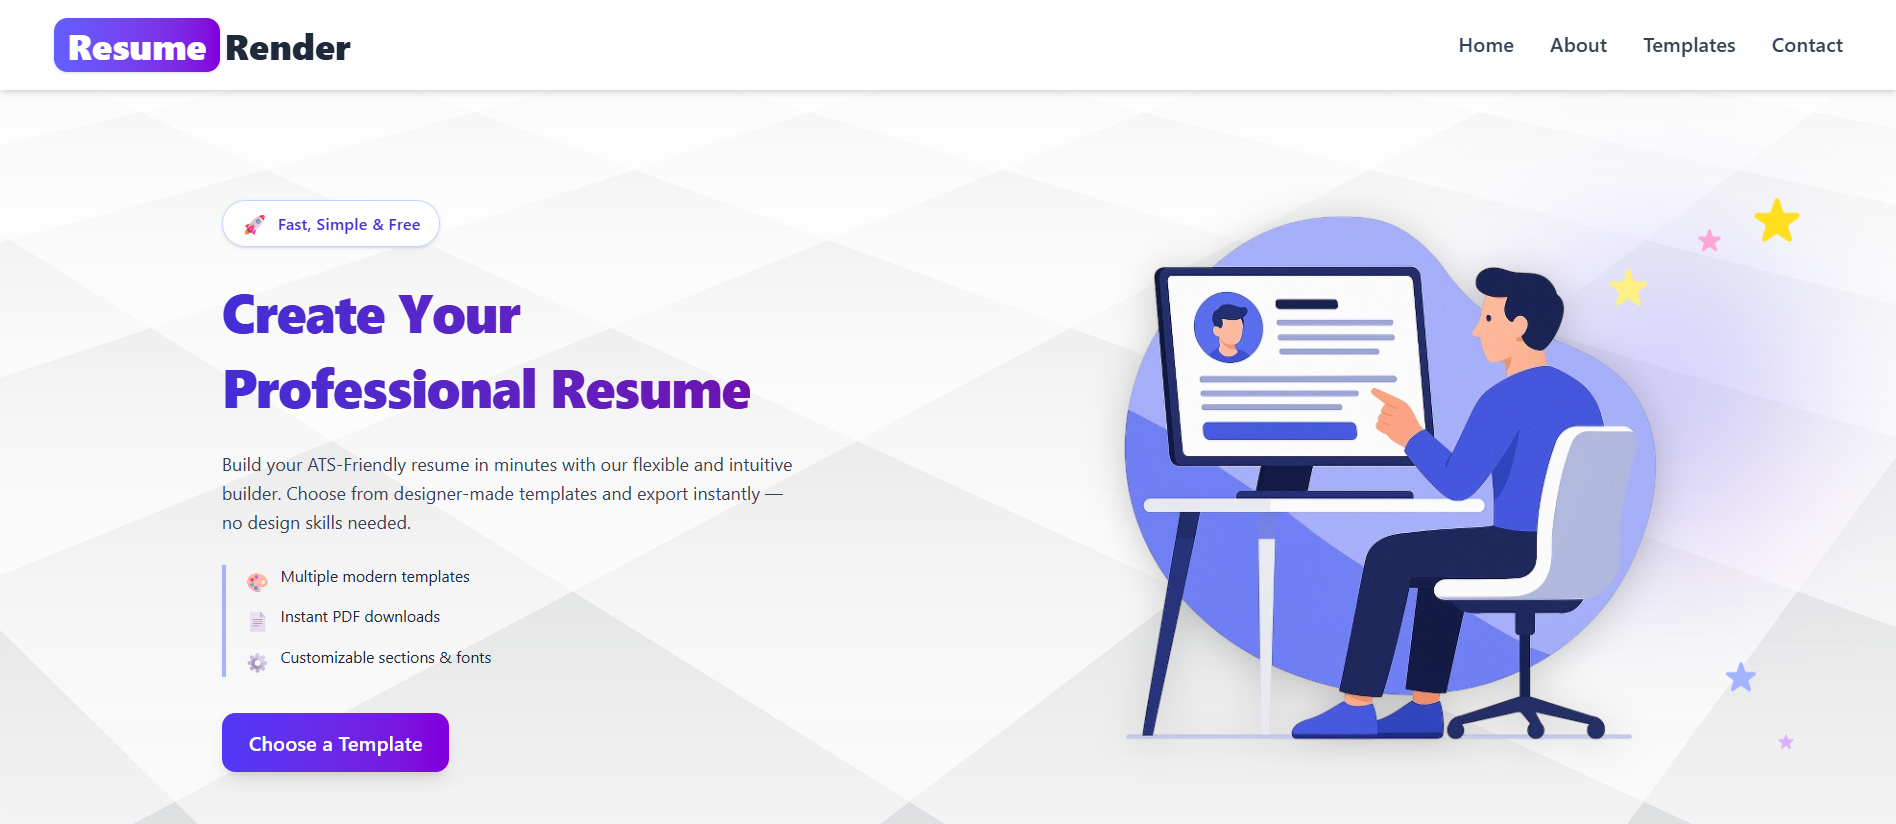 Resume Render
Home
About
Templates
Contact
🚀 Fast, Simple & Free
Create Your
Professional Resume
Build your ATS-Friendly resume in minutes with our flexible and intuitive
builder. Choose from designer-made templates and export instantly —
no design skills needed.
Multiple modern templates
Instant PDF downloads
Customizable sections & fonts
Choose a Template